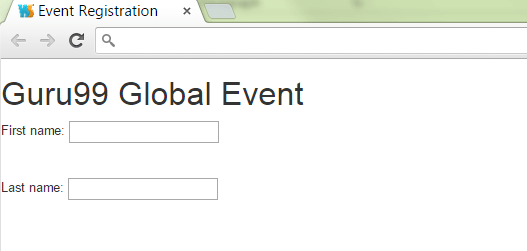 Event Registration
Guru99 Global Event
First name:
Last name: